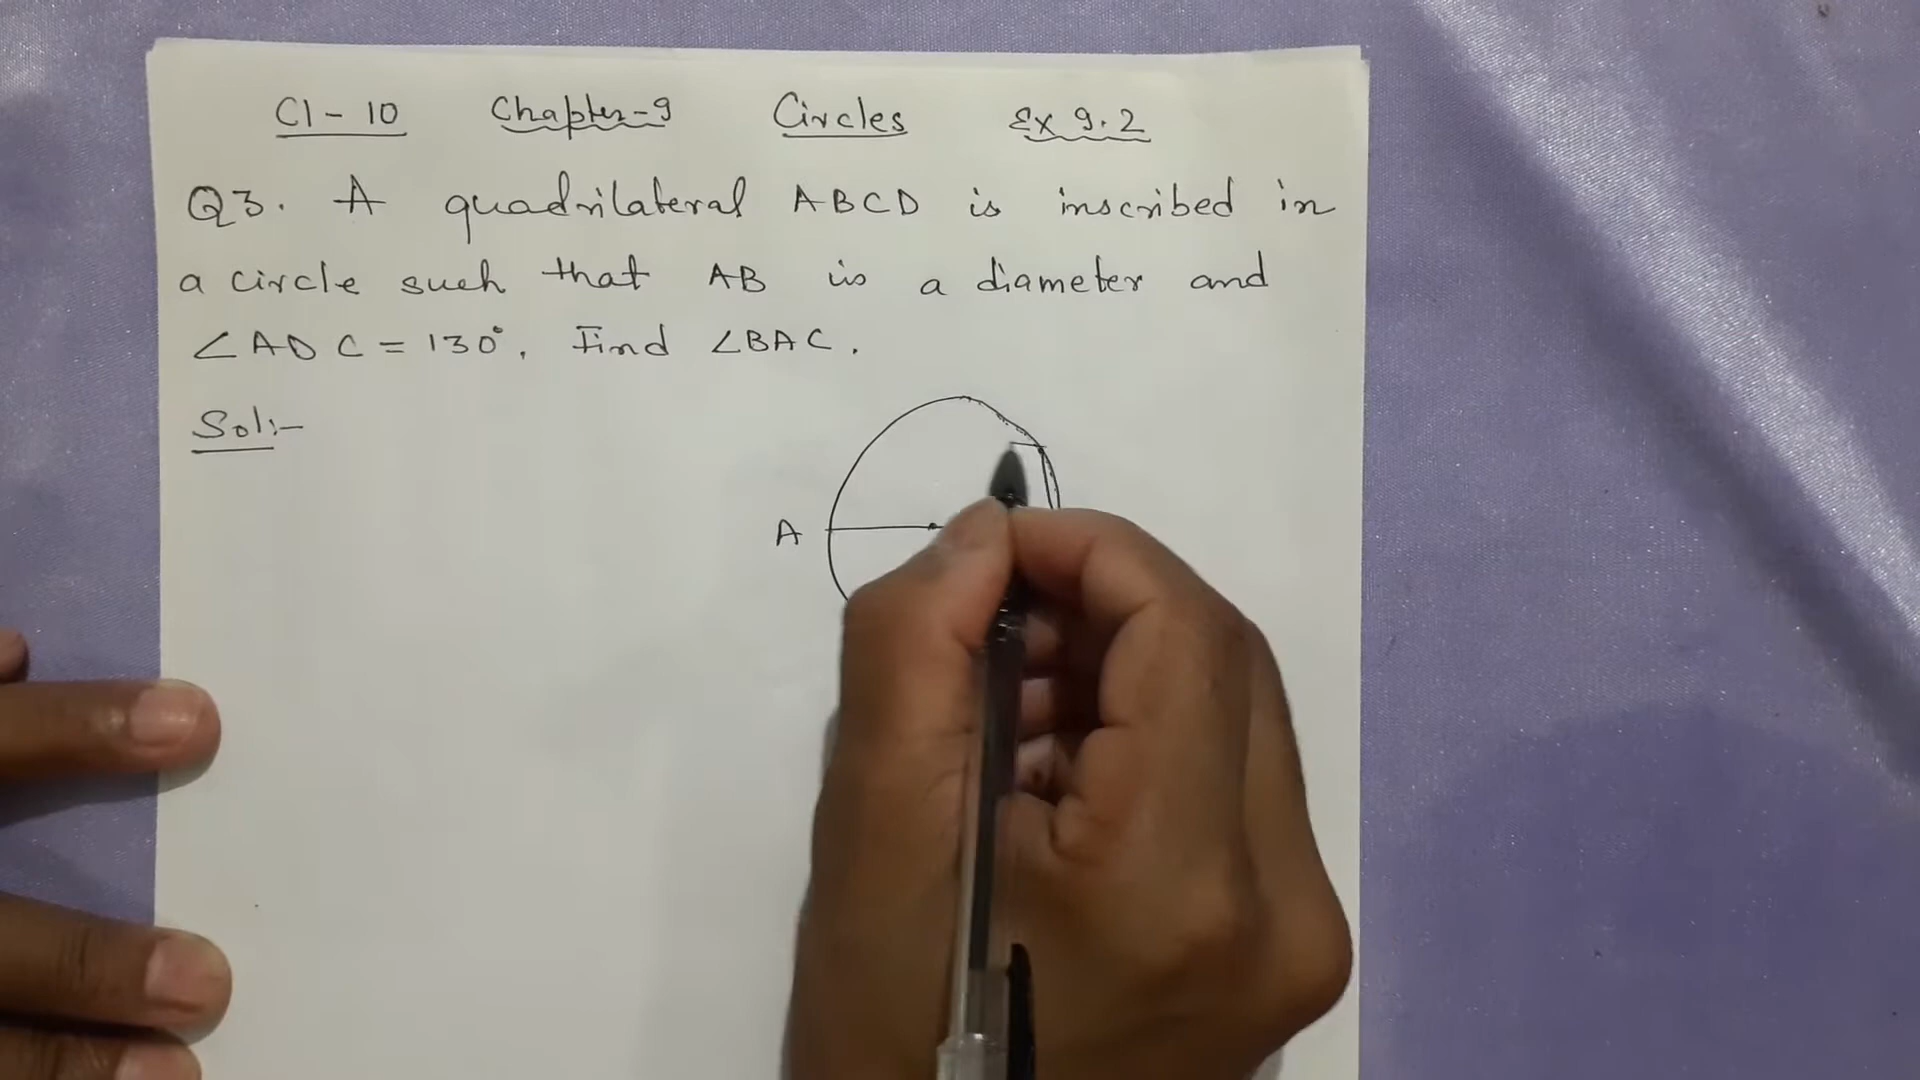 Cl - 10 Chapter-9 Circles Ex 9.2
Q3. A quadrilateral ABCD is inscribed in
a circle such that AB is a diameter and
∠ADC = 130°. Find ∠BAC.
Sol:-
A